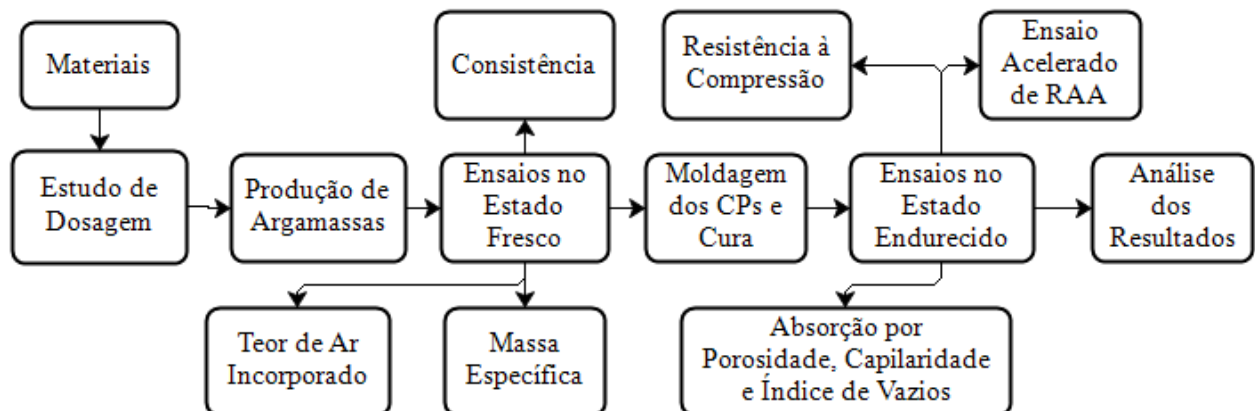 Materiais
Consistência
Resistência à
Compressão
Ensaio
Acelerado
de RAA
Estudo de
Dosagem
Produção de
Argamassas
Ensaios no
Estado
Fresco
Moldagem
dos CPs e
Cura
Ensaios no
Estado
Endurecido
Análise
dos
Resultados
Teor de Ar
Incorporado
Massa
Específica
Absorção por
Porosidade, Capilaridade
e Índice de Vazios